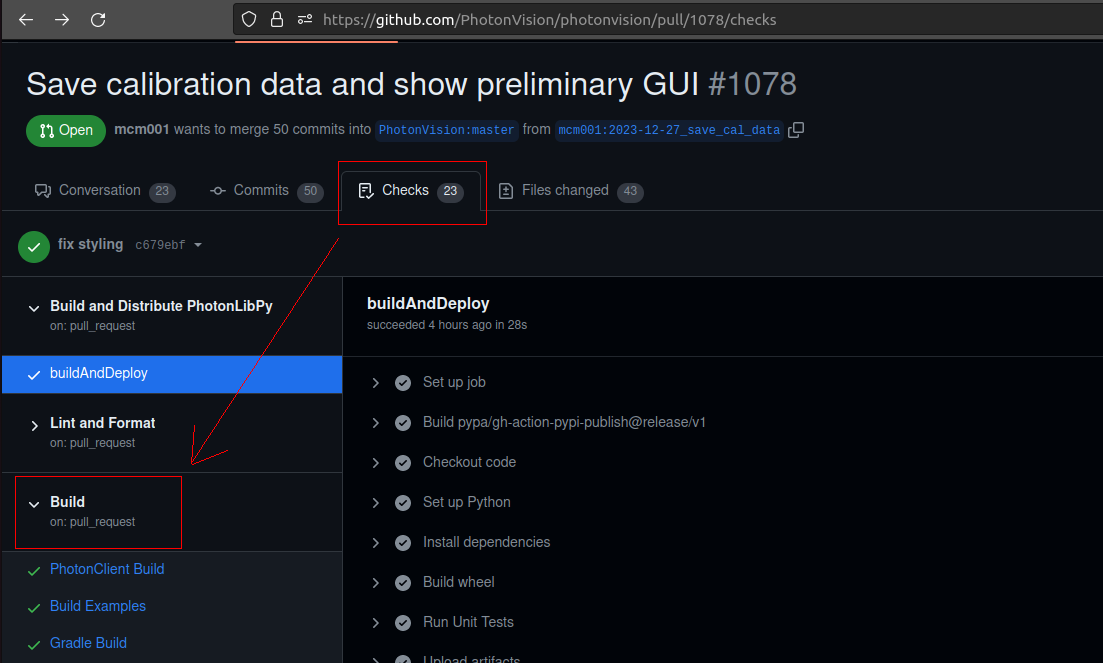 https://github.com/PhotonVision/photonvision/pull/1078/checks
Save calibration data and show preliminary GUI #1078
Open mcm001 wants to merge 50 commits into PhotonVision:master from mcm001:2023-12-27_save_cal_data
Conversation 23 Commits 50 Checks 23 Files changed 43
fix styling c679ebf
Build and Distribute PhotonLibPy
on: pull_request
buildAndDeploy
Lint and Format
on: pull_request
Build
on: pull_request
PhotonClient Build
Build Examples
Gradle Build
buildAndDeploy
succeeded 4 hours ago in 28s
Set up job
Build pypa/gh-action-pypi-publish@release/v1
Checkout code
Set up Python
Install dependencies
Build wheel
Run Unit Tests
Upload artifacts